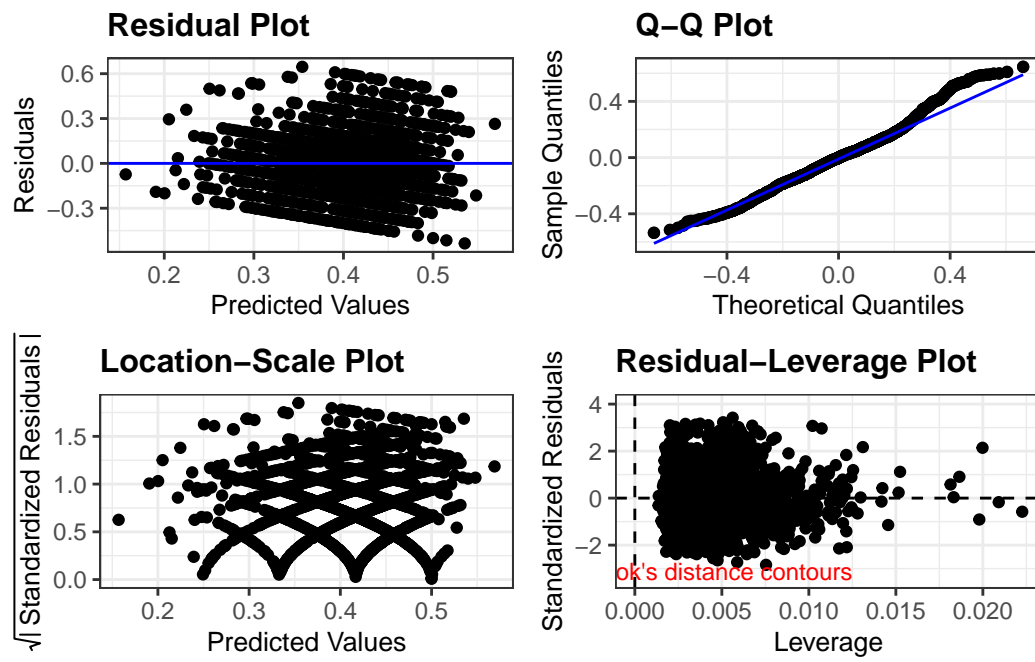 Residual Plot
Residuals
0.6
0.3
0.0
−0.3
0.2
0.3
0.4
0.5
Predicted Values
Q−Q Plot
Sample Quantiles
0.4
0.0
−0.4
−0.4
0.0
0.4
Theoretical Quantiles
Location−Scale Plot
√| Standardized Residuals |
1.5
1.0
0.5
0.0
0.2
0.3
0.4
0.5
Predicted Values
Residual−Leverage Plot
Standardized Residuals
4
2
0
−2
ok's distance contours
0.000
0.005
0.010
0.015
0.020
Leverage